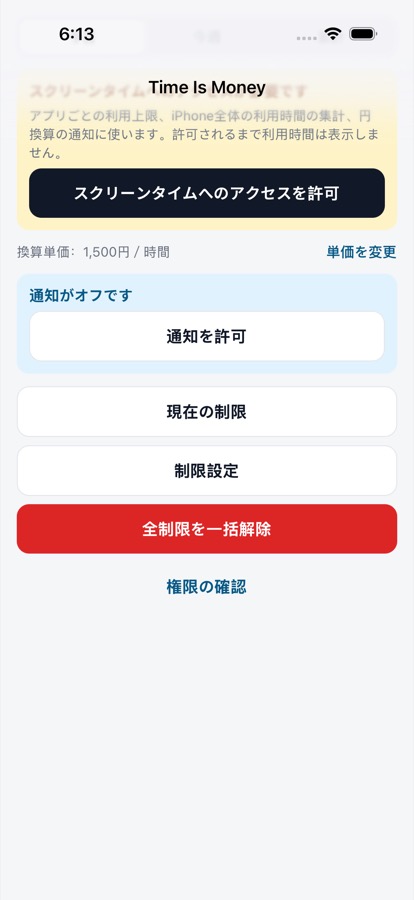 6:13
Time Is Money
アプリごとの利用上限、iPhone全体の利用時間の集計、円
換算の通知に使います。許可されるまで利用時間は表示しま
せん。
スクリーンタイムへのアクセスを許可
換算単価: 1,500円 / 時間
単価を変更
通知がオフです
通知を許可
現在の制限
制限設定
全制限を一括解除
権限の確認